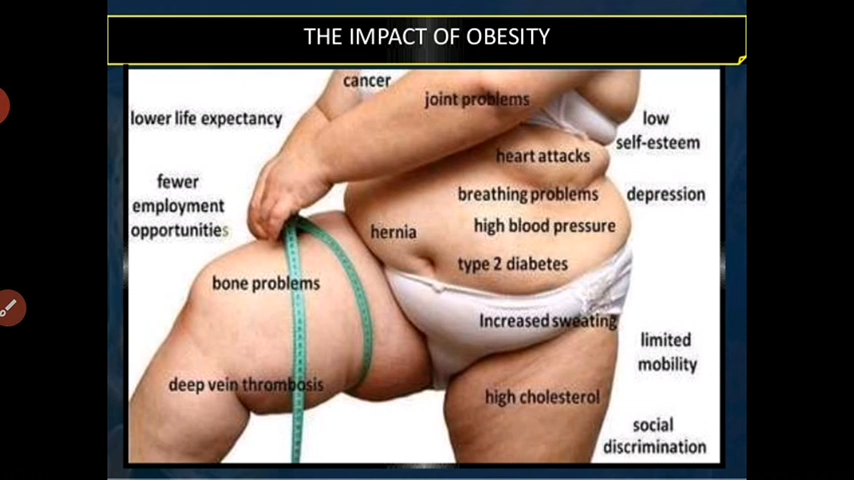 THE IMPACT OF OBESITY
cancer
joint problems
lower life expectancy
low
self-esteem
heart attacks
fewer
employment
opportunities
breathing problems
depression
hernia
high blood pressure
type 2 diabetes
bone problems
Increased sweating
limited
mobility
deep vein thrombosis
high cholesterol
social
discrimination